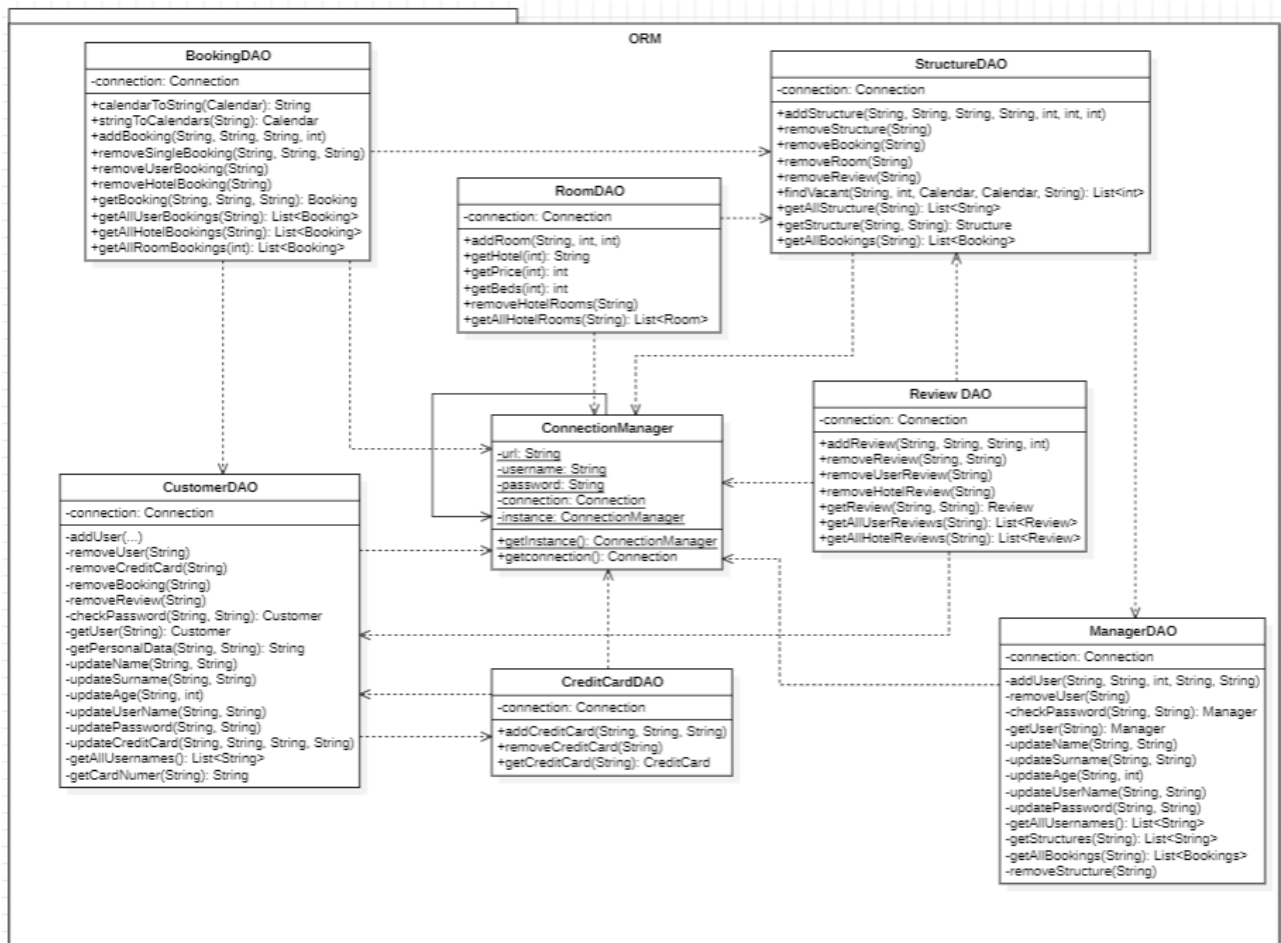 ORM
BookingDAO
-connection: Connection
+calendarToString(Calendar): String
+stringToCalendars(String): Calendar
+addBooking(String, String, String, int)
+removeSingleBooking(String, String, String)
+removeUserBooking(String)
+removeHotelBooking(String)
+getBooking(String, String, String): Booking
+getAllUserBookings(String): List<Booking>
+getAllHotelBookings(String): List<Booking>
+getAllRoomBookings(int): List<Booking>
StructureDAO
-connection: Connection
+addStructure(String, String, String, String, int, int, int)
+removeStructure(String)
+removeBooking(String)
+removeRoom(String)
+removeReview(String)
+findVacant(String, int, Calendar, Calendar, String): List<int>
+getAllStructure(String): List<String>
+getStructure(String, String): Structure
+getAllBookings(String): List<Booking>
RoomDAO
-connection: Connection
+addRoom(String, int, int)
+getHotel(int): String
+getPrice(int): int
+getBeds(int): int
+removeHotelRooms(String)
+getAllHotelRooms(String): List<Room>
Review DAO
-connection: Connection
+addReview(String, String, String, int)
+removeReview(String, String)
+removeUserReview(String)
+removeHotelReview(String)
+getReview(String, String): Review
+getAllUserReviews(String): List<Review>
+getAllHotelReviews(String): List<Review>
ConnectionManager
-url: String
-username: String
-password: String
-connection: Connection
-instance: ConnectionManager
+getInstance(): ConnectionManager
+getconnection(): Connection
CustomerDAO
-connection: Connection
-addUser(...)
-removeUser(String)
-removeCreditCard(String)
-removeBooking(String)
-removeReview(String)
-checkPassword(String, String): Customer
-getUser(String): Customer
-getPersonalData(String, String): String
-updateName(String, String)
-updateSurname(String, String)
-updateAge(String, int)
-updateUserName(String, String)
-updatePassword(String, String)
-updateCreditCard(String, String, String, String)
-getAllUsernames(): List<String>
-getCardNumer(String): String
CreditCardDAO
-connection: Connection
+addCreditCard(String, String, String)
+removeCreditCard(String)
+getCreditCard(String): CreditCard
ManagerDAO
-connection: Connection
-addUser(String, String, int, String, String)
-removeUser(String)
-checkPassword(String, String): Manager
-getUser(String): Manager
-updateName(String, String)
-updateSurname(String, String)
-updateAge(String, int)
-updateUserName(String, String)
-updatePassword(String, String)
-getAllUsernames(): List<String>
-getStructures(String): List<String>
-getAllBookings(String): List<Bookings>
-removeStructure(String)